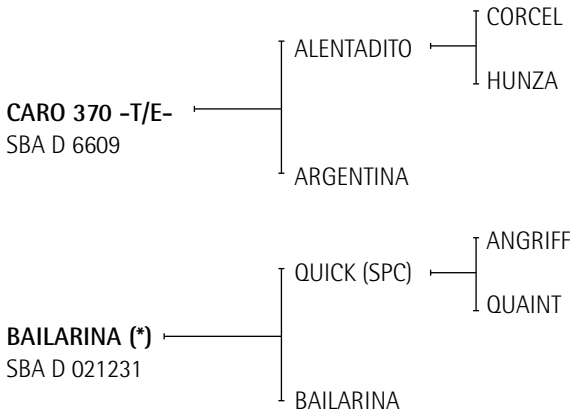 CORCEL
ALENTADITO
HUNZA
CARO 370 -T/E-
SBA D 6609
ARGENTINA
ANGRIFF
QUICK (SPC)
QUAINT
BAILARINA (*)
SBA D 021231
BAILARINA